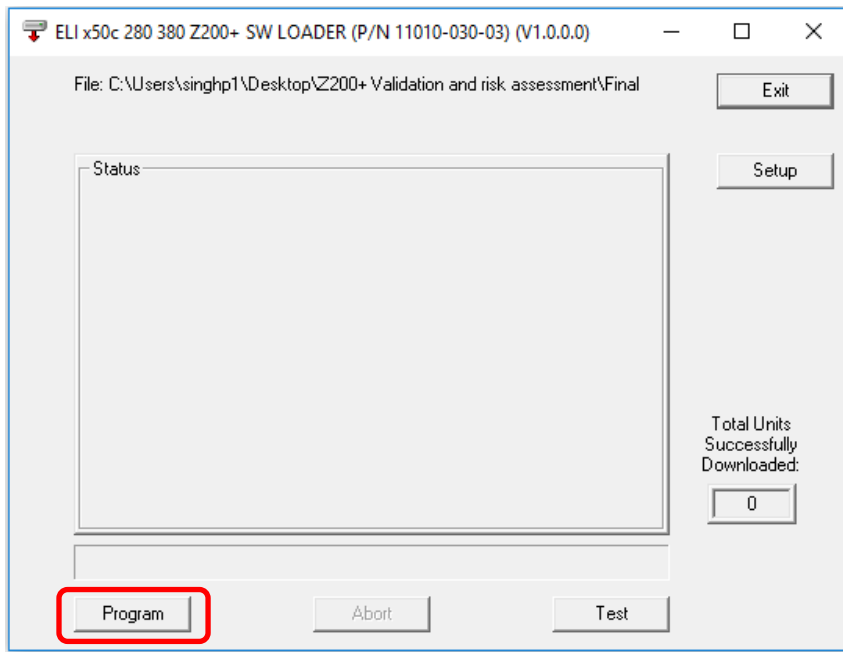 ELI x50c 280 380 Z200+ SW LOADER (P/N 11010-030-03) (V1.0.0.0)
File: C:\Users\singhp1\Desktop\Z200+ Validation and risk assessment\Final
Exit
Status
Setup
Total Units
Successfully
Downloaded:
0
Program
Abort
Test